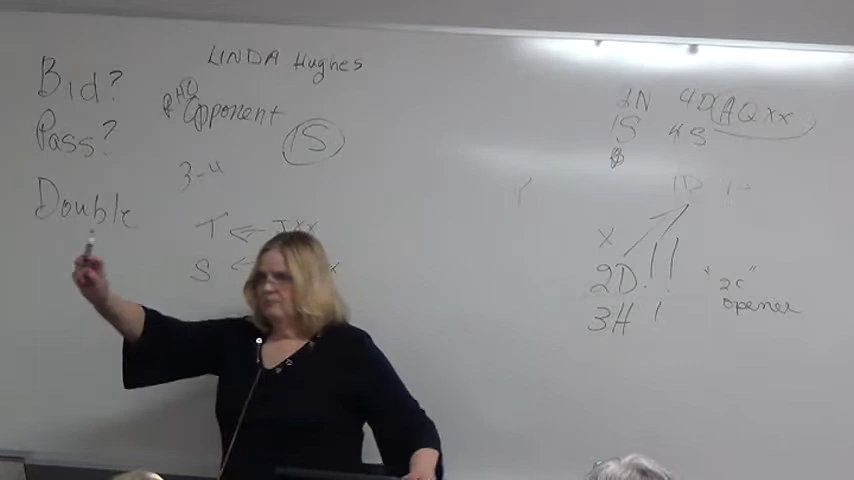 LINDA Hughes
Bid?
Pass?
Double
RHO
Opponent
1S
3-4
T
S
2N 4D AQxx
1S 4S
1D
X
2D!!
3H !
"2C"
opener